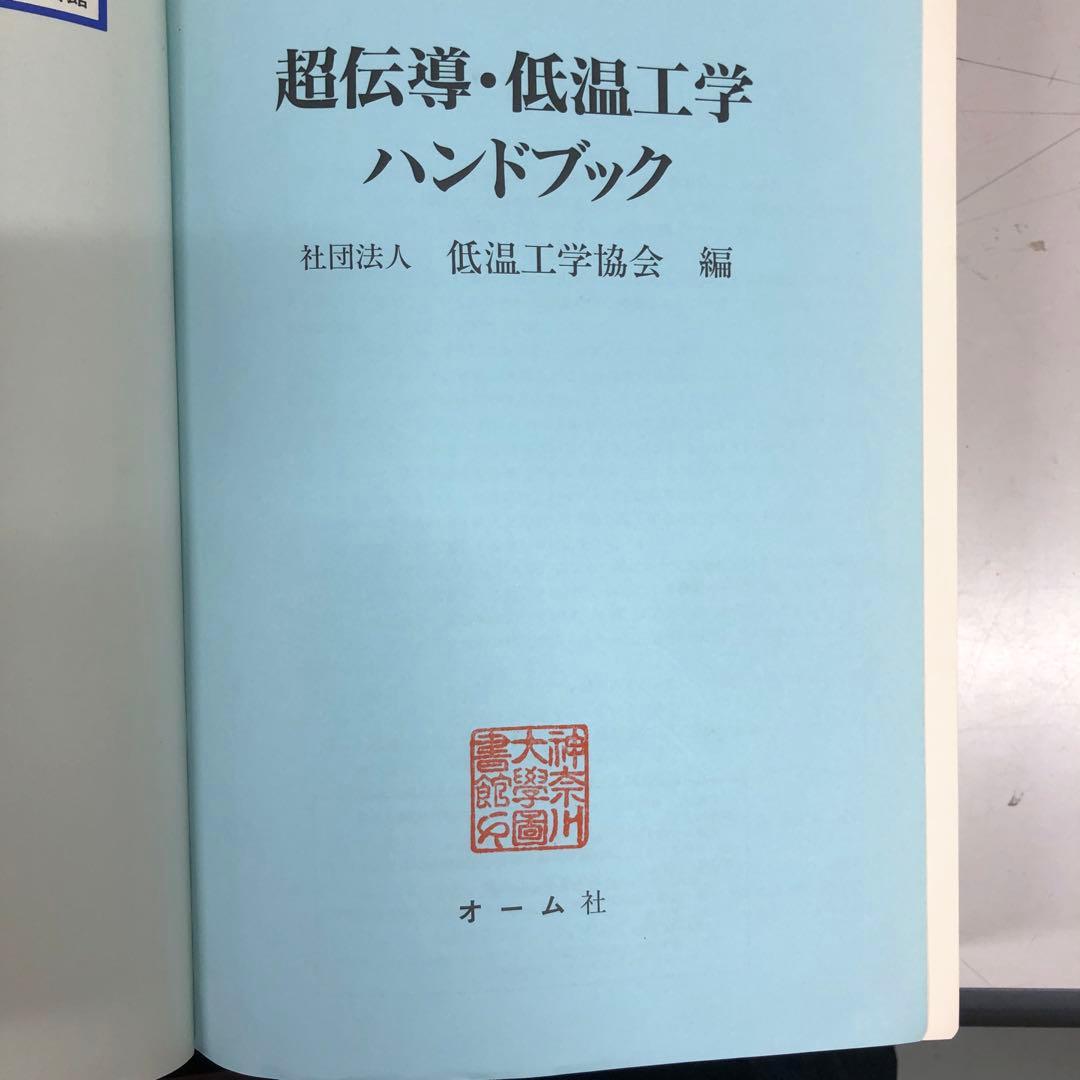 超伝導・低温工学
ハンドブック
社団法人 低温工学協会 編
神奈川
大學圖
書館印
オーム社